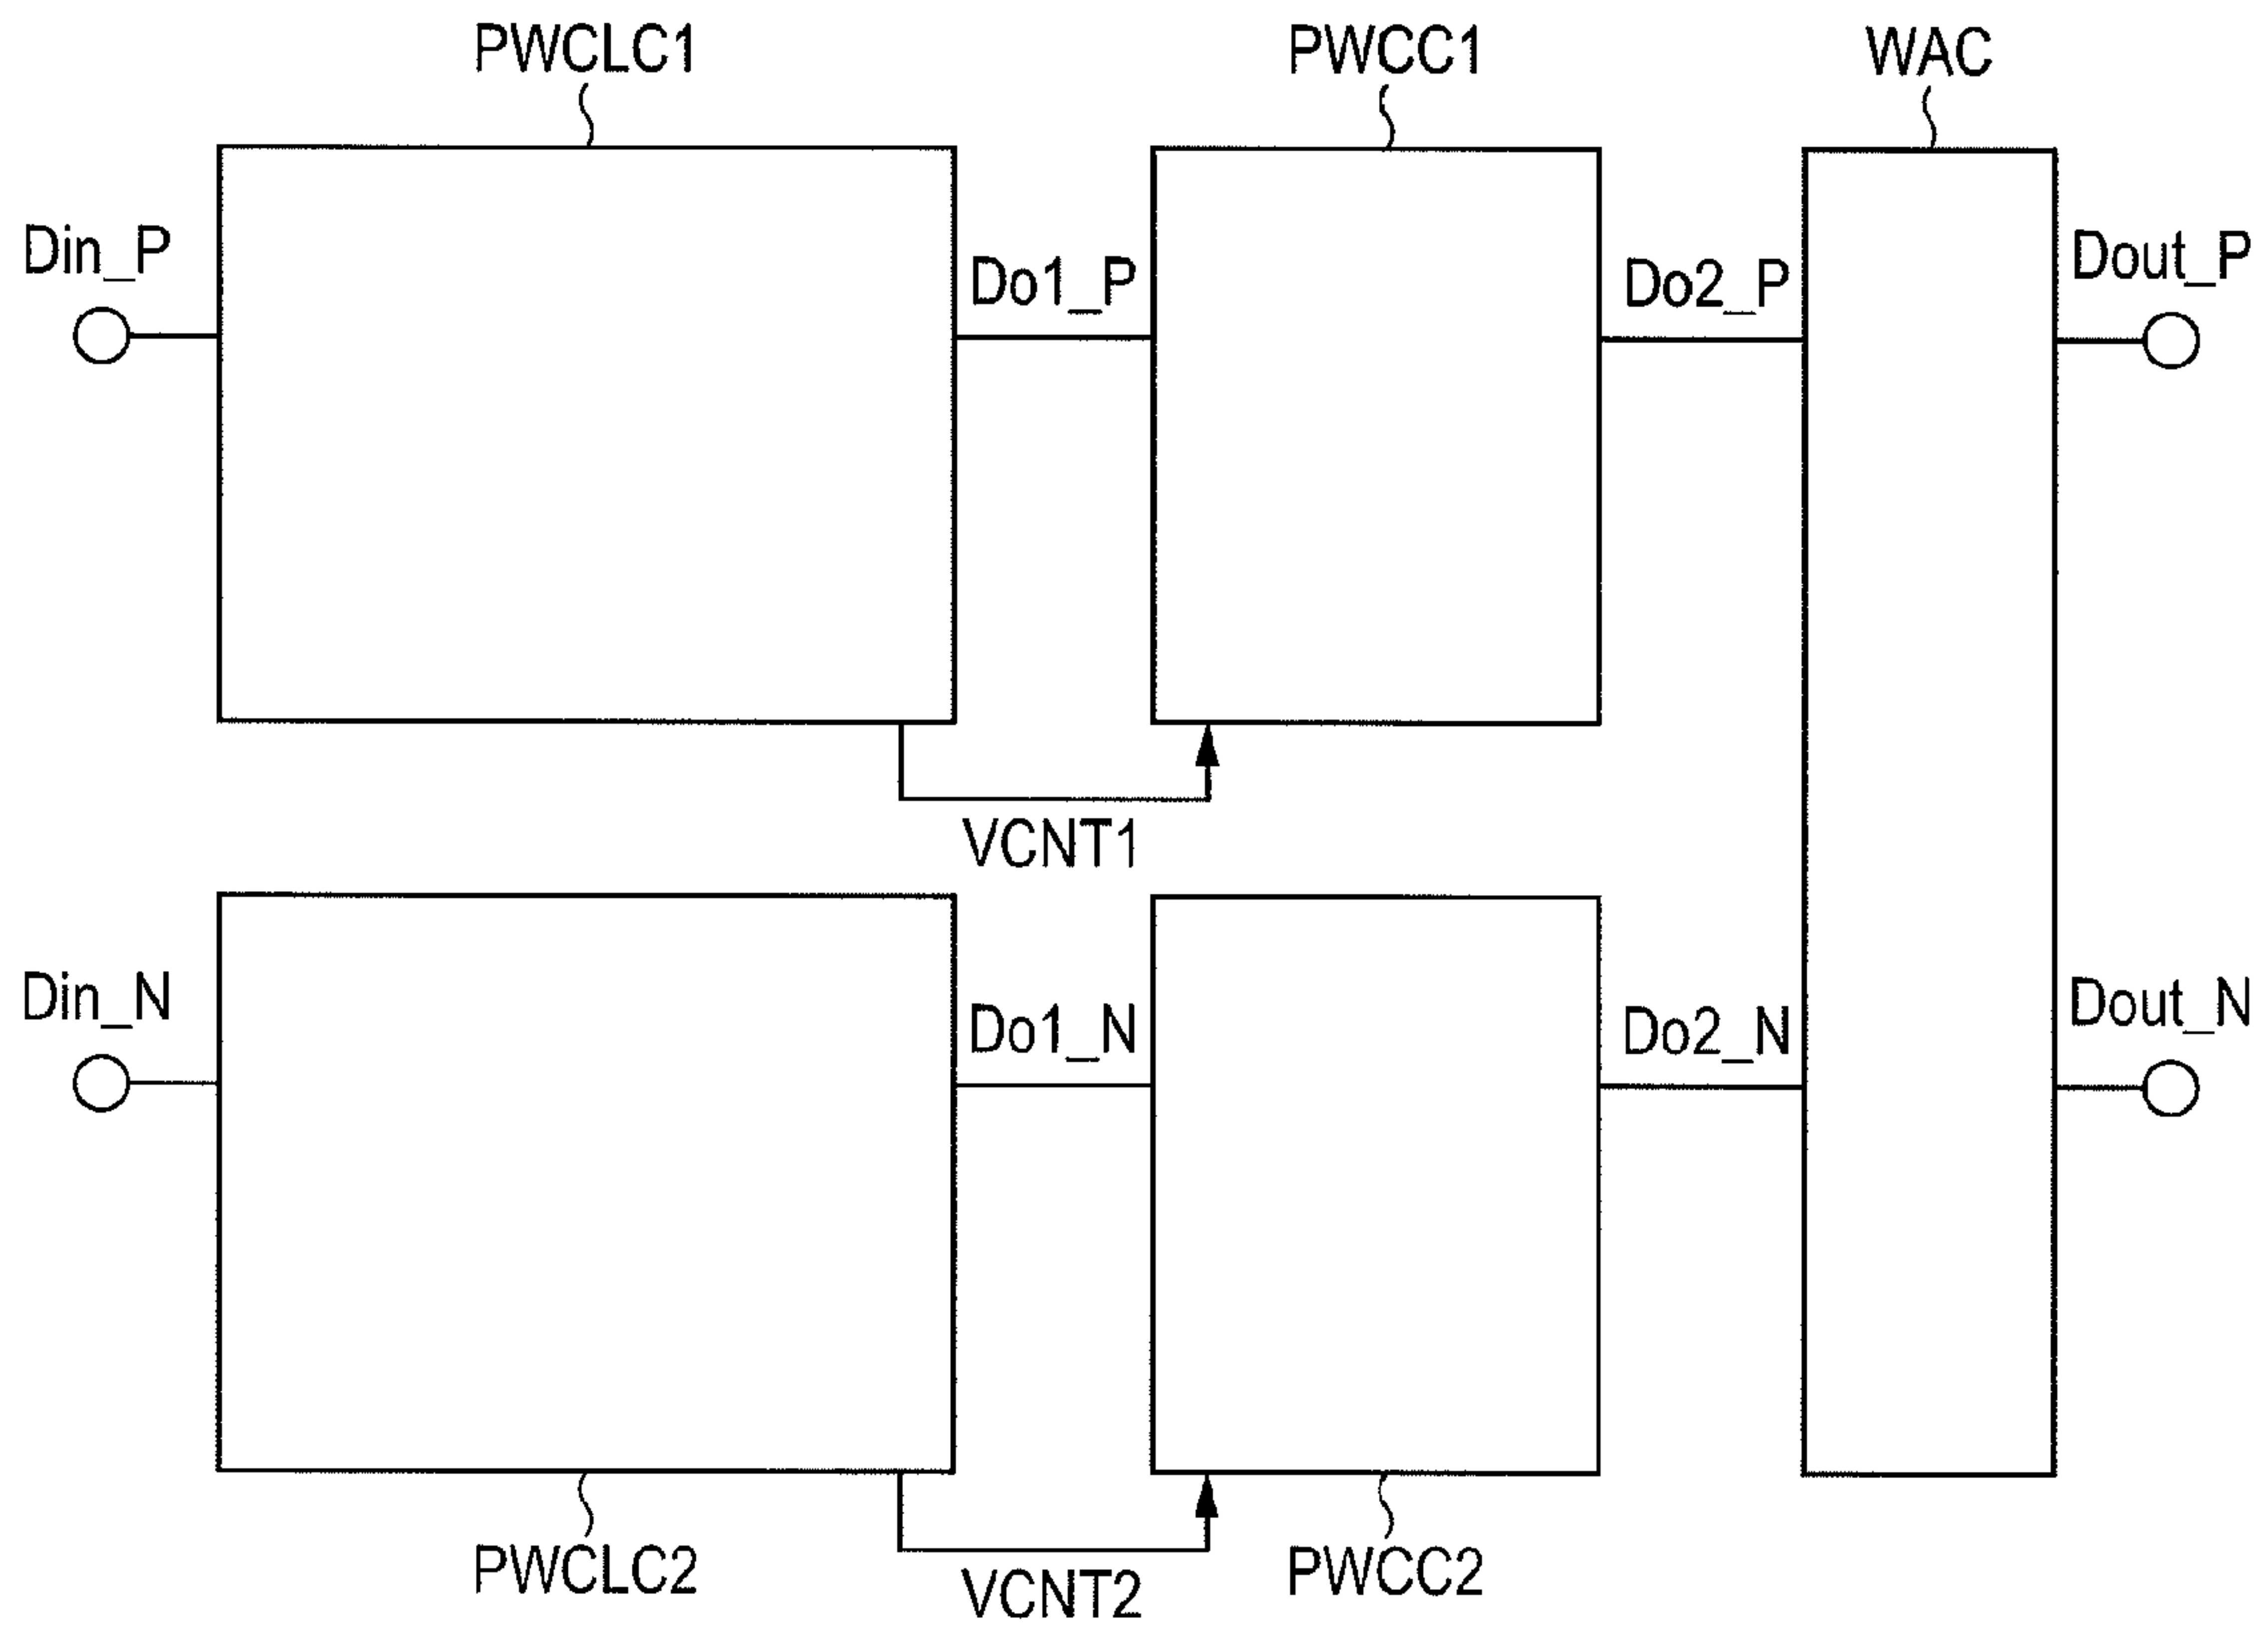 PWCLC1
PWCC1
WAC
Din_P
Do1_P
Do2_P
Dout_P
VCNT1
Din_N
Do1_N
Do2_N
Dout_N
PWCLC2
VCNT2
PWCC2